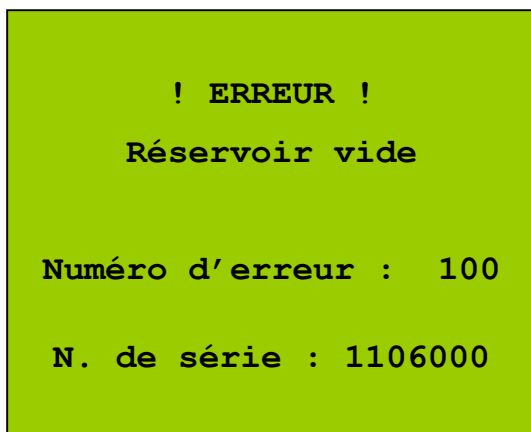 ! ERREUR !
Réservoir vide
Numéro d’erreur : 100
N. de série : 1106000